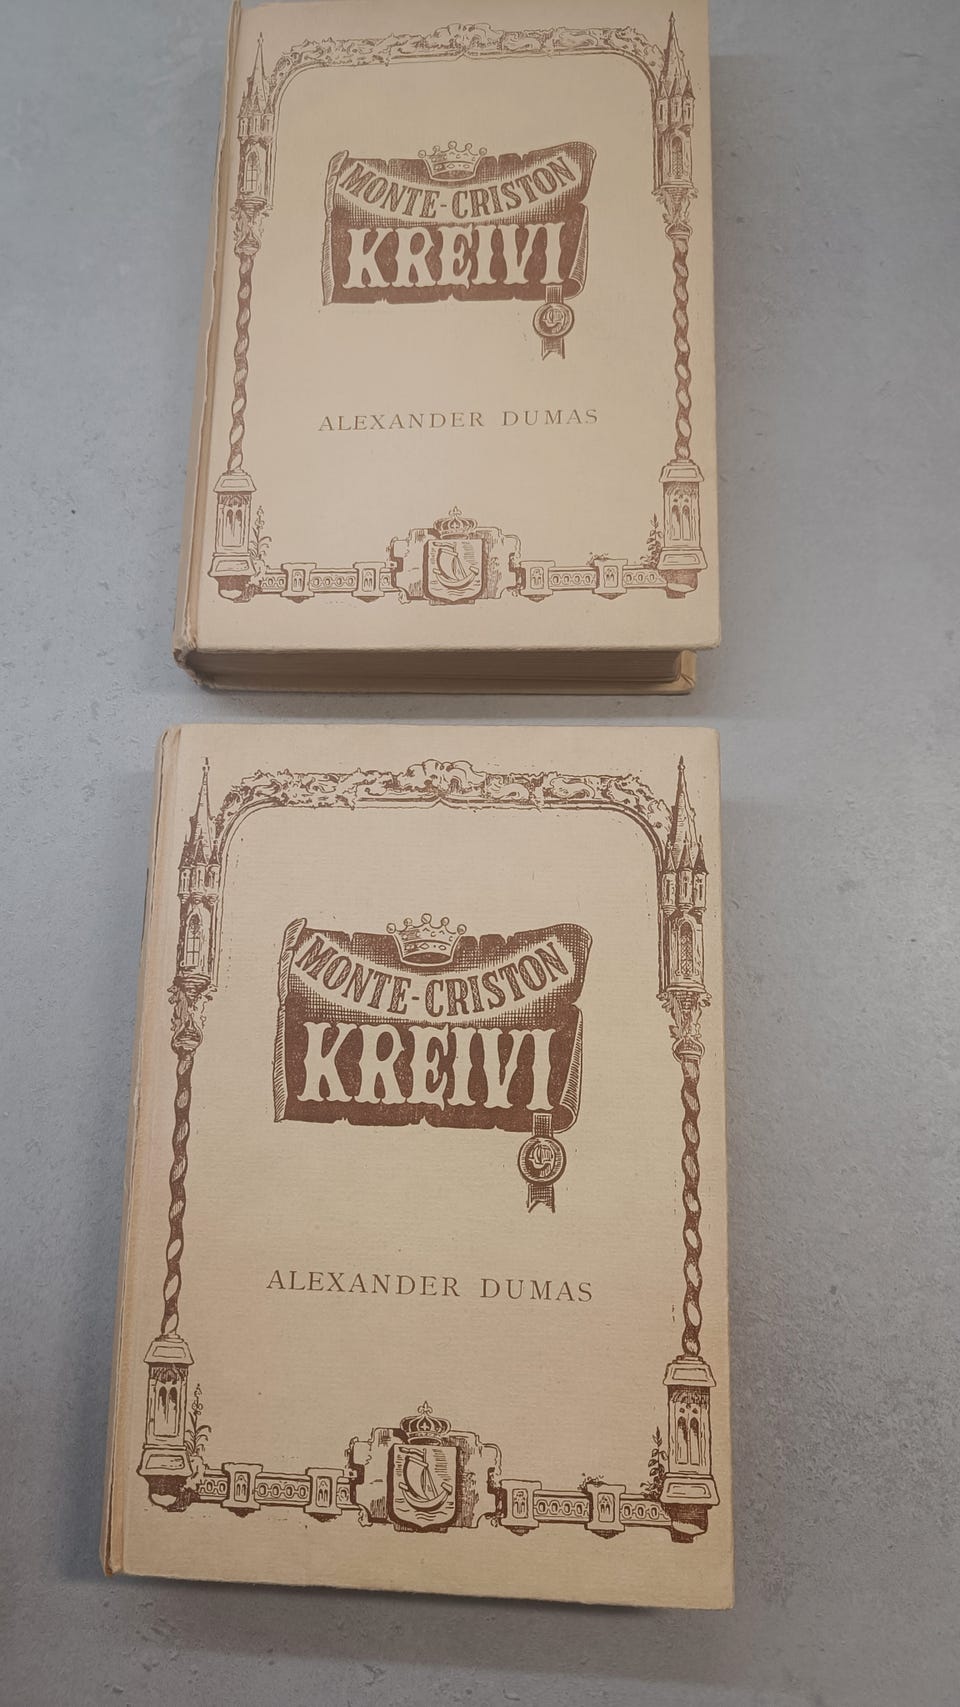 MONTE-CRISTON
KREIVI
ALEXANDER DUMAS
MONTE-CRISTON
KREIVI
ALEXANDER DUMAS